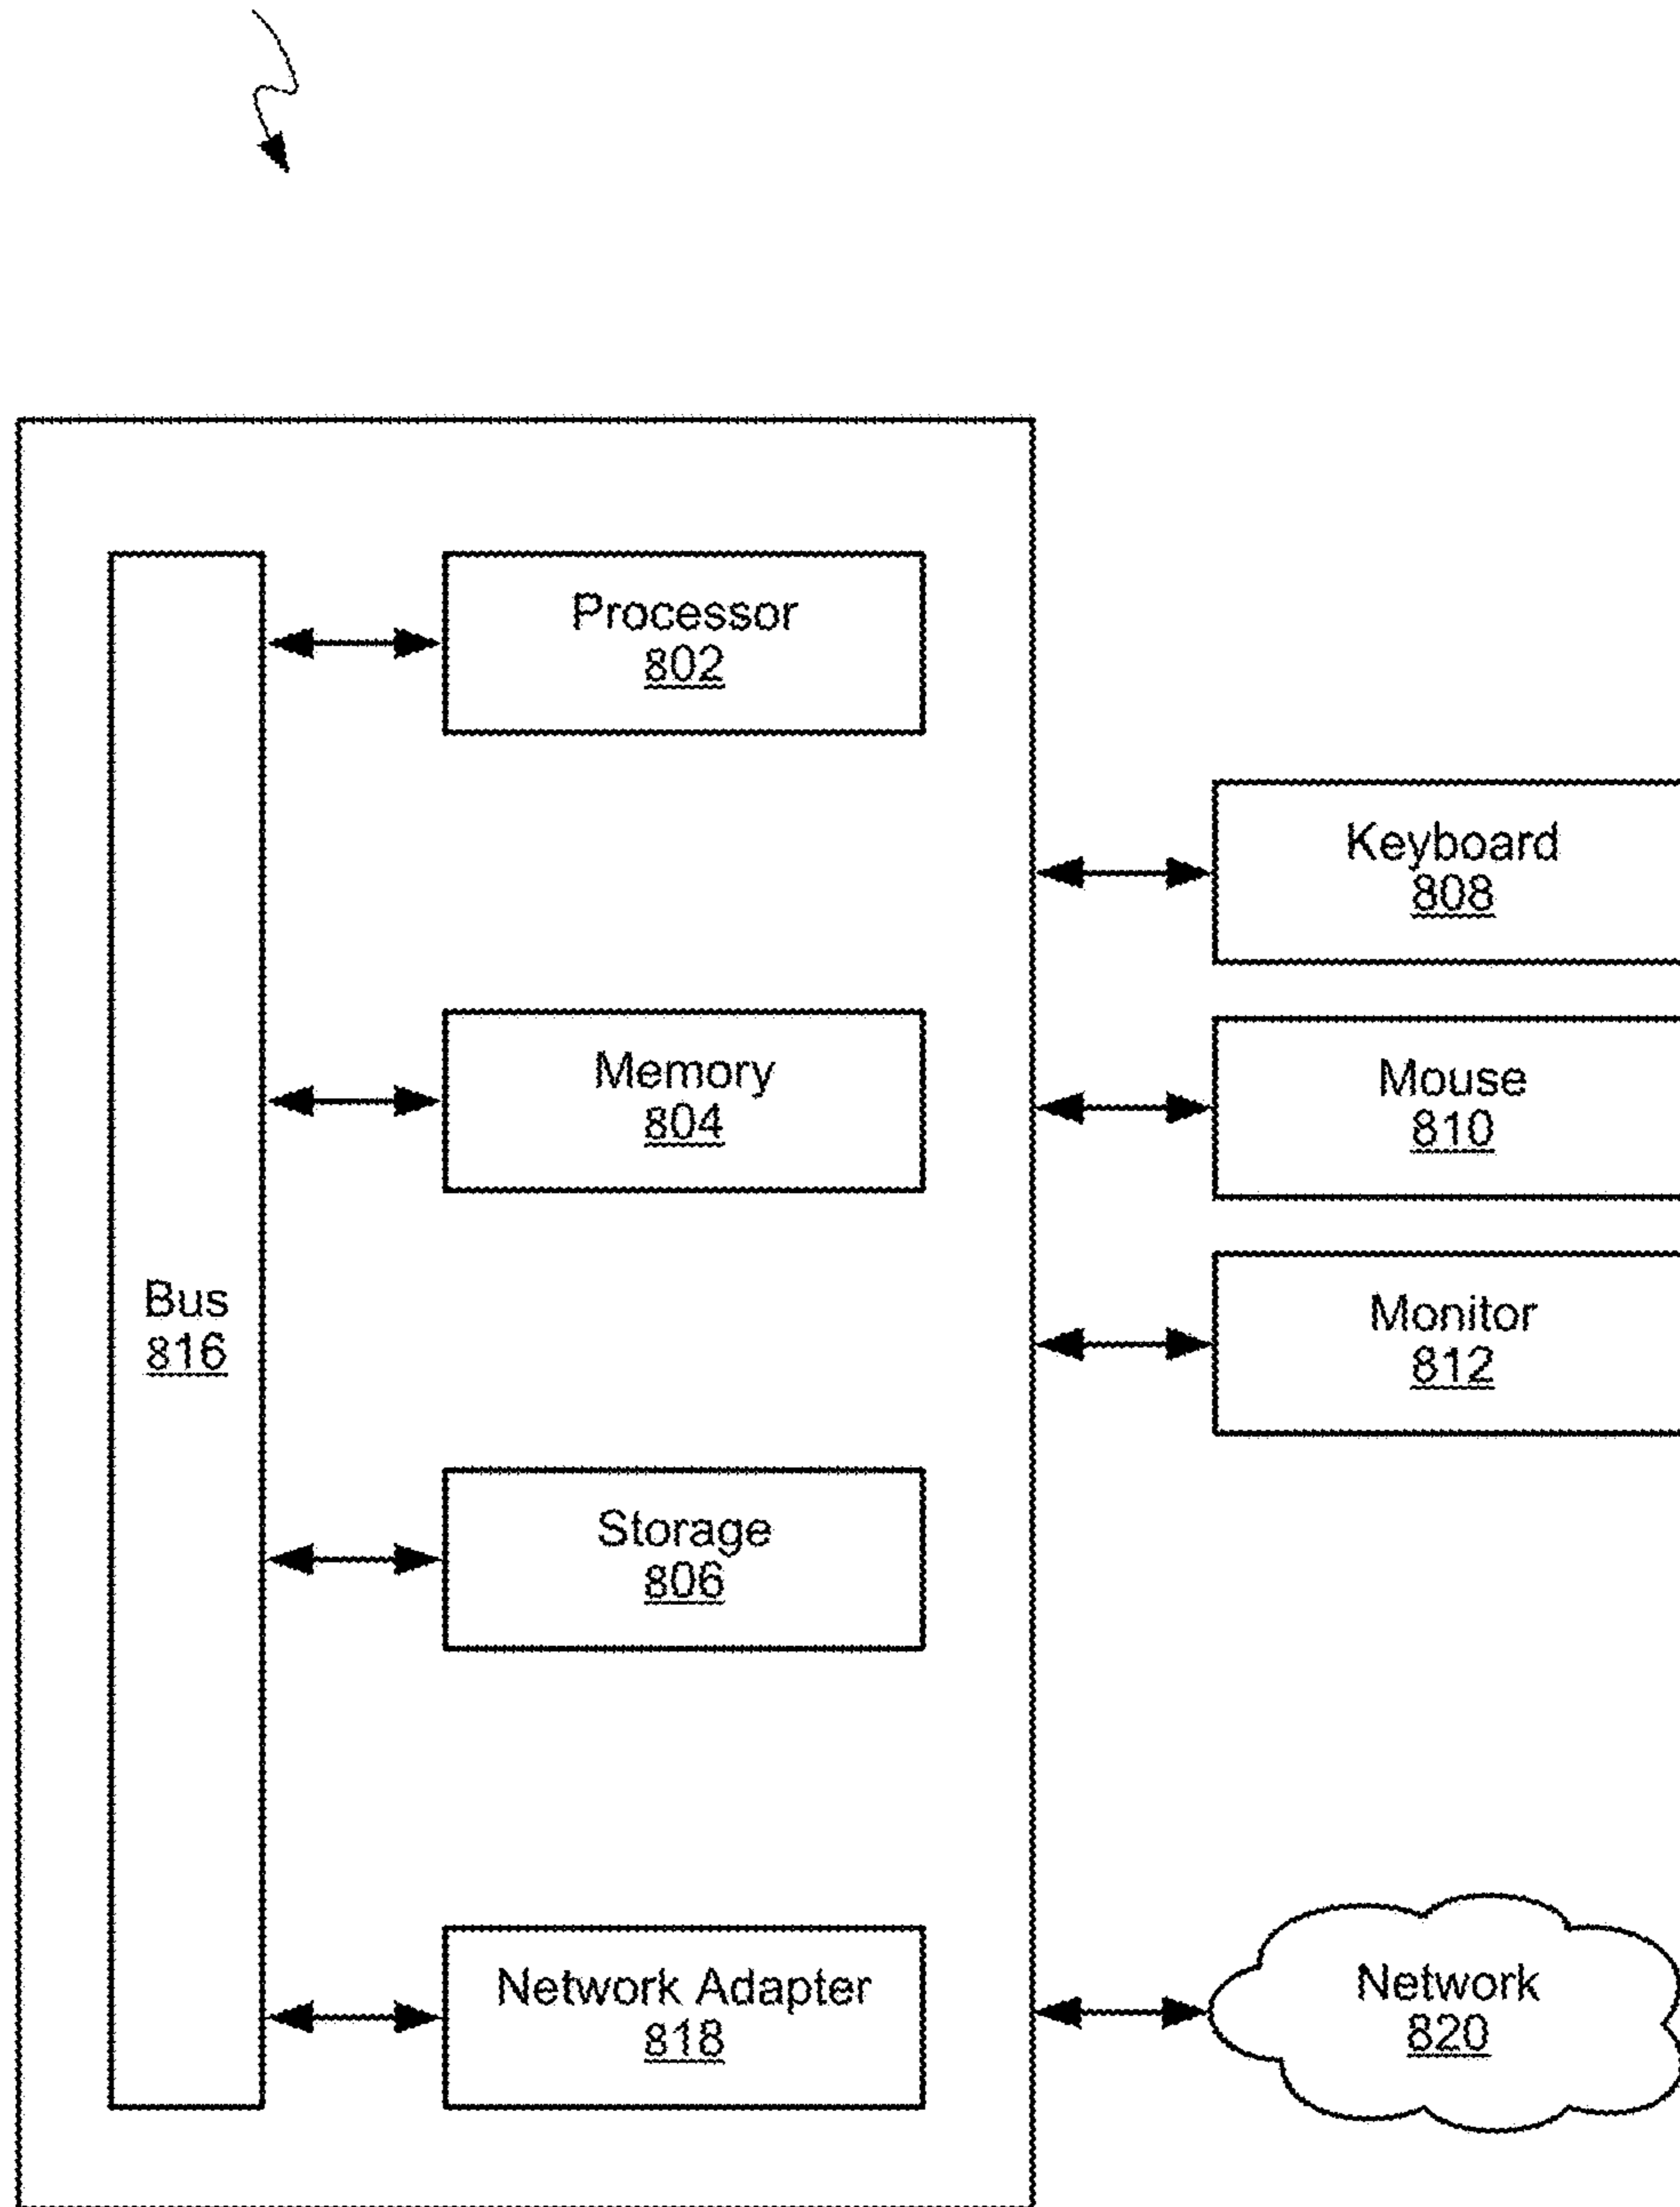 Processor
802
Keyboard
808
Memory
804
Mouse
810
Bus
816
Monitor
812
Storage
806
Network Adapter
818
Network
820